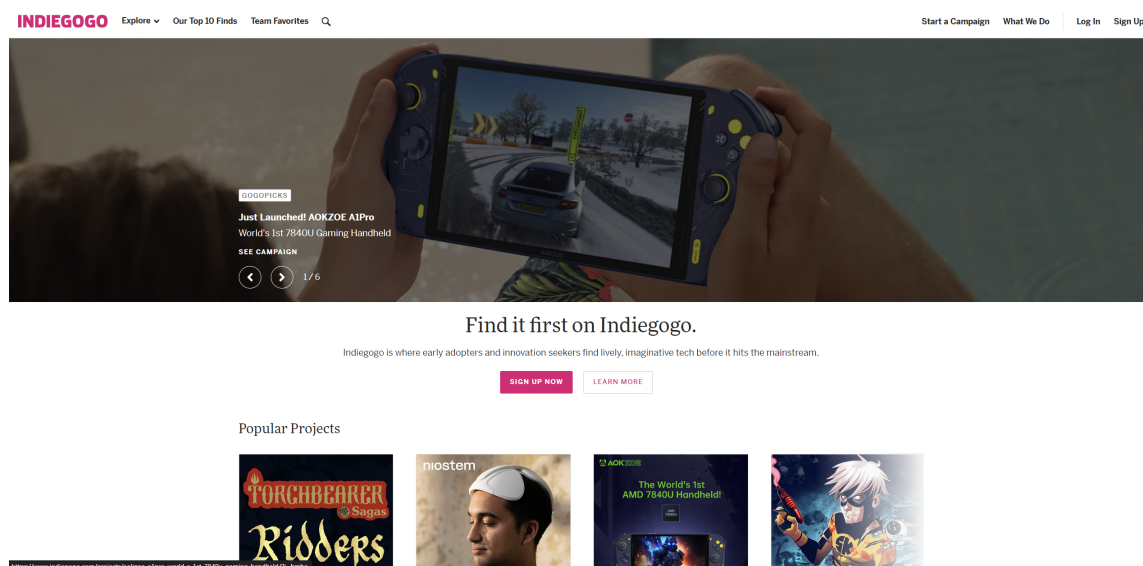 INDIEGOGO Explore Our Top 10 Finds Team Favorites Start a Campaign What We Do Log In Sign Up
GOGOPICKS
Just Launched! AOKZOE A1Pro
World's 1st 7840U Gaming Handheld
SEE CAMPAIGN
1/6
Find it first on Indiegogo.
Indiegogo is where early adopters and innovation seekers find lively, imaginative tech before it hits the mainstream.
SIGN UP NOW LEARN MORE
Popular Projects
TORCHBEARER
Sagas
Ridders
niostem
AOKZOE
The World's 1st
AMD 7840U Handheld!